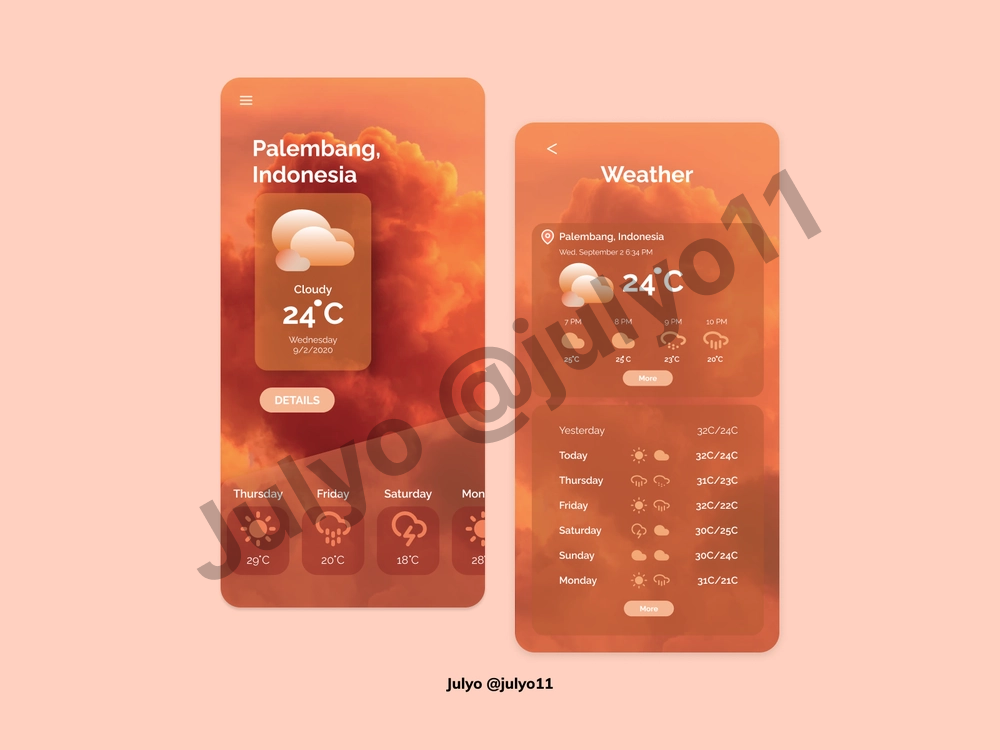 Palembang,
Indonesia
Cloudy
24°C
Wednesday
9/2/2020
DETAILS
Thursday Friday Saturday Mon
29°C 20°C 18°C 28°
<
Weather
Palembang, Indonesia
Wed, September 2 6:34 PM
24°C
7 PM 8 PM 9 PM 10 PM
25°C 25°C 23°C 20°C
More
Yesterday 32C/24C
Today 32C/24C
Thursday 31C/23C
Friday 32C/22C
Saturday 30C/25C
Sunday 30C/24C
Monday 31C/21C
More
Julyo @julyo11
Julyo @julyo11